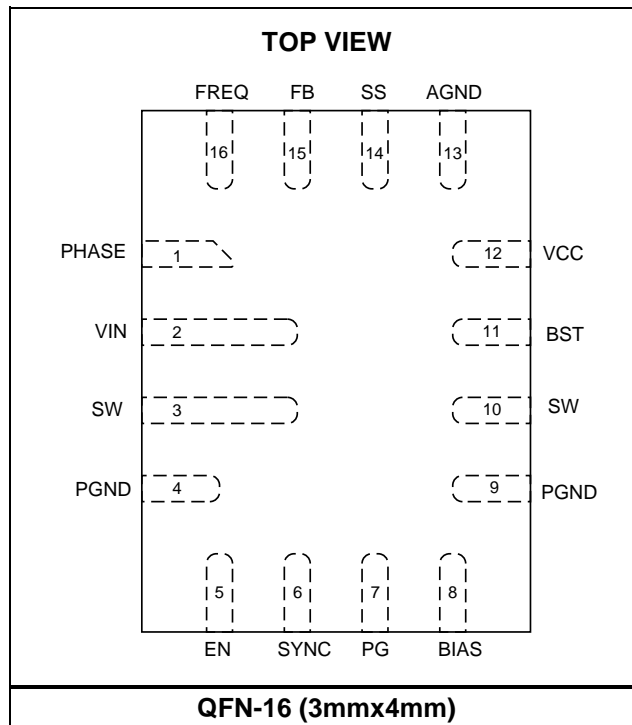 TOP VIEW
FREQ FB SS AGND
16 15 14 13
PHASE 1 12 VCC
VIN 2 11 BST
SW 3 10 SW
PGND 4 9 PGND
5 6 7 8
EN SYNC PG BIAS
QFN-16 (3mmx4mm)